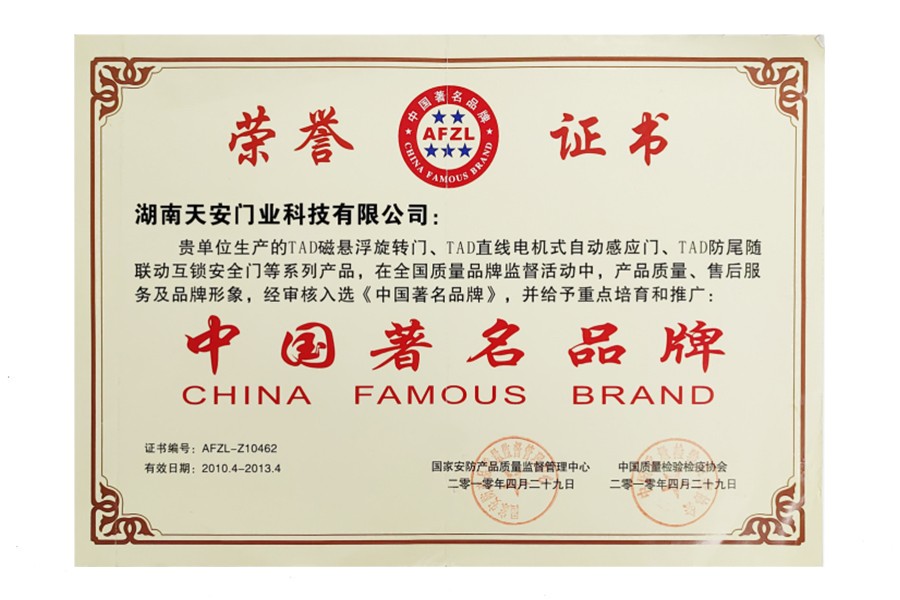 荣誉
证书
中国著名品牌
AFZL
CHINA FAMOUS BRAND
湖南天安门业科技有限公司：
贵单位生产的TAD磁悬浮旋转门、TAD直线电机式自动感应门、TAD防尾随
联动互锁安全门等系列产品，在全国质量品牌监督活动中，产品质量、售后服
务及品牌形象，经审核入选《中国著名品牌》，并给予重点培育和推广：
中国著名品牌
CHINA FAMOUS BRAND
证书编号：AFZL-Z10462
有效日期：2010.4-2013.4
国家安防产品质量监督管理中心
二零一零年四月二十九日
中国质量检验检疫协会
二零一零年四月二十九日